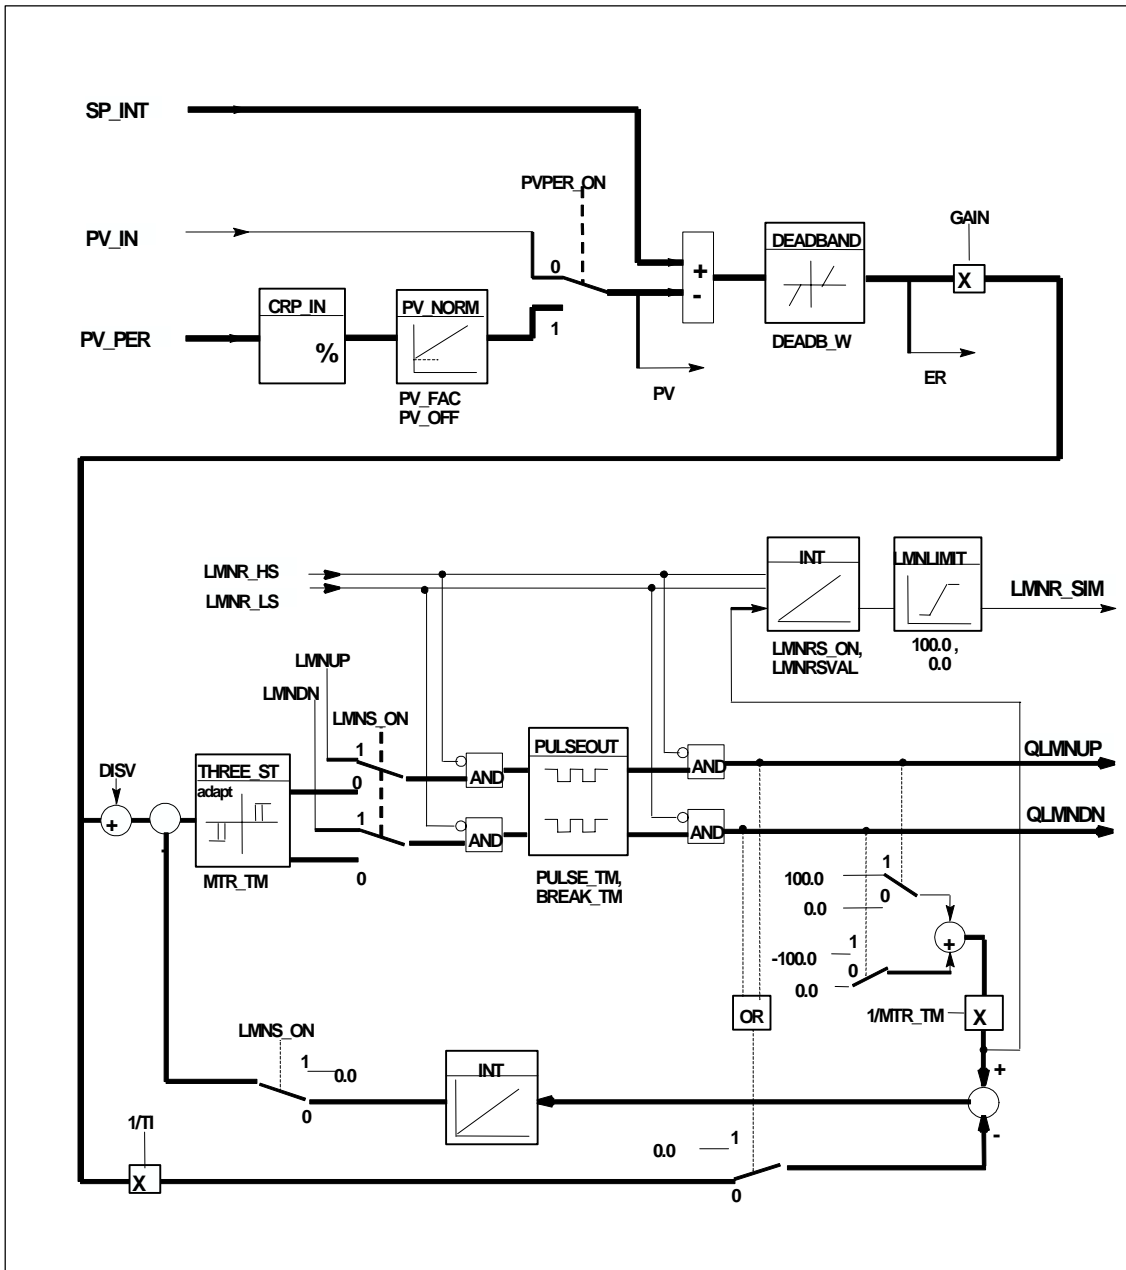 SP_INT
PVPER_ON
GAIN
PV_IN
DEADBAND
0
+
-
X
CRP_IN
PV_NORM
PV_PER
%
1
DEADB_W
ER
PV_FAC
PV_OFF
PV
INT
LMNLIMIT
LMNR_HS
LMNR_LS
LMNR_SIM
LMNRS_ON,
LMNRSVAL
100.0 ,
0.0
LMNUP
LMNDN
LMNS_ON
PULSEOUT
QLMNUP
1
AND
AND
DISV
THREE_ST
adapt
0
QLMNDN
+
1
AND
AND
MTR_TM
0
PULSE_TM,
BREAK_TM
1
100.0
0
0.0
1
+
-100.0
0
0.0
OR
1/MTR_TM
X
LMNS_ON
1
0.0
INT
+
0
1/TI
-
1
0.0
X
0